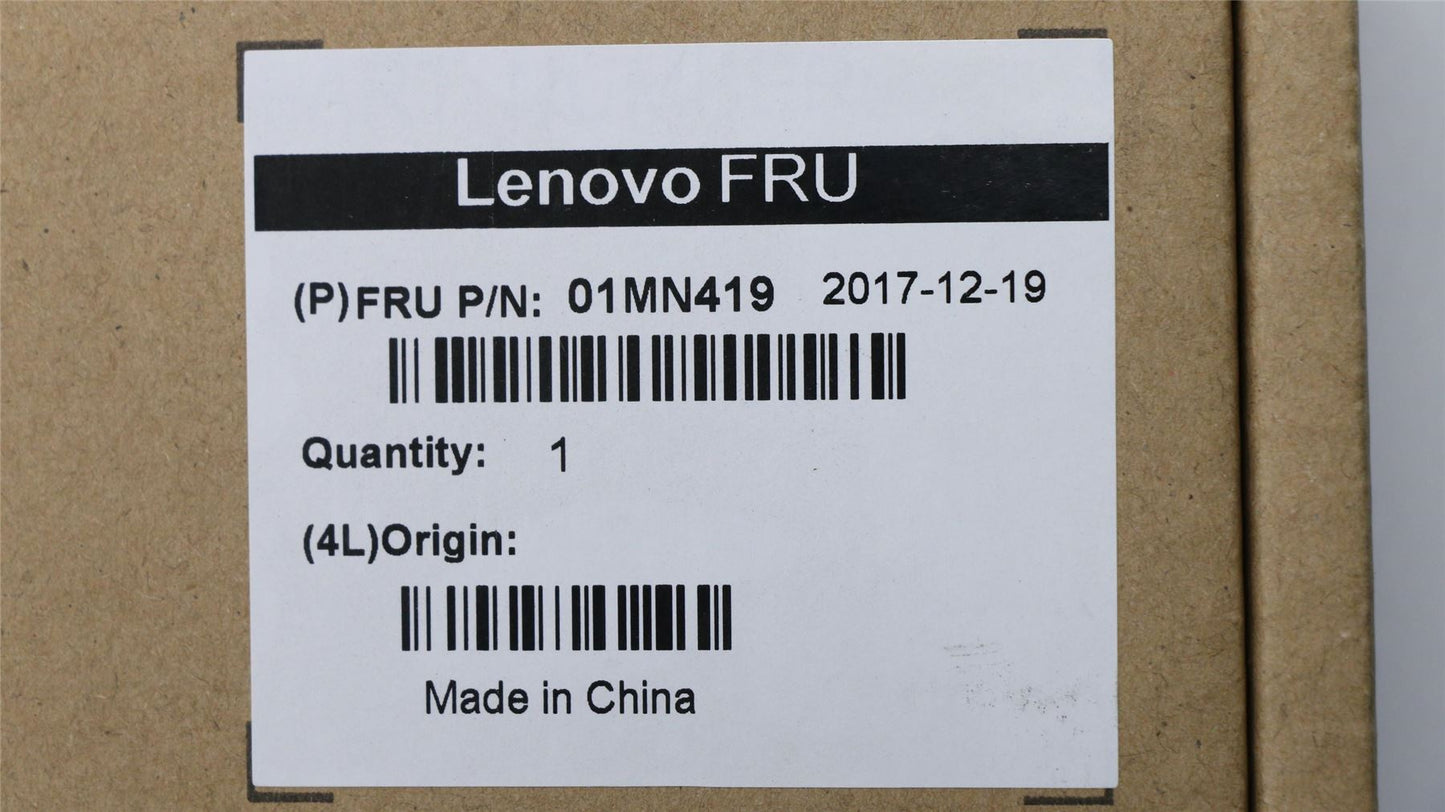 Lenovo FRU
(P)FRU P/N: 01MN419 2017-12-19
Quantity: 1
(4L)Origin:
Made in China